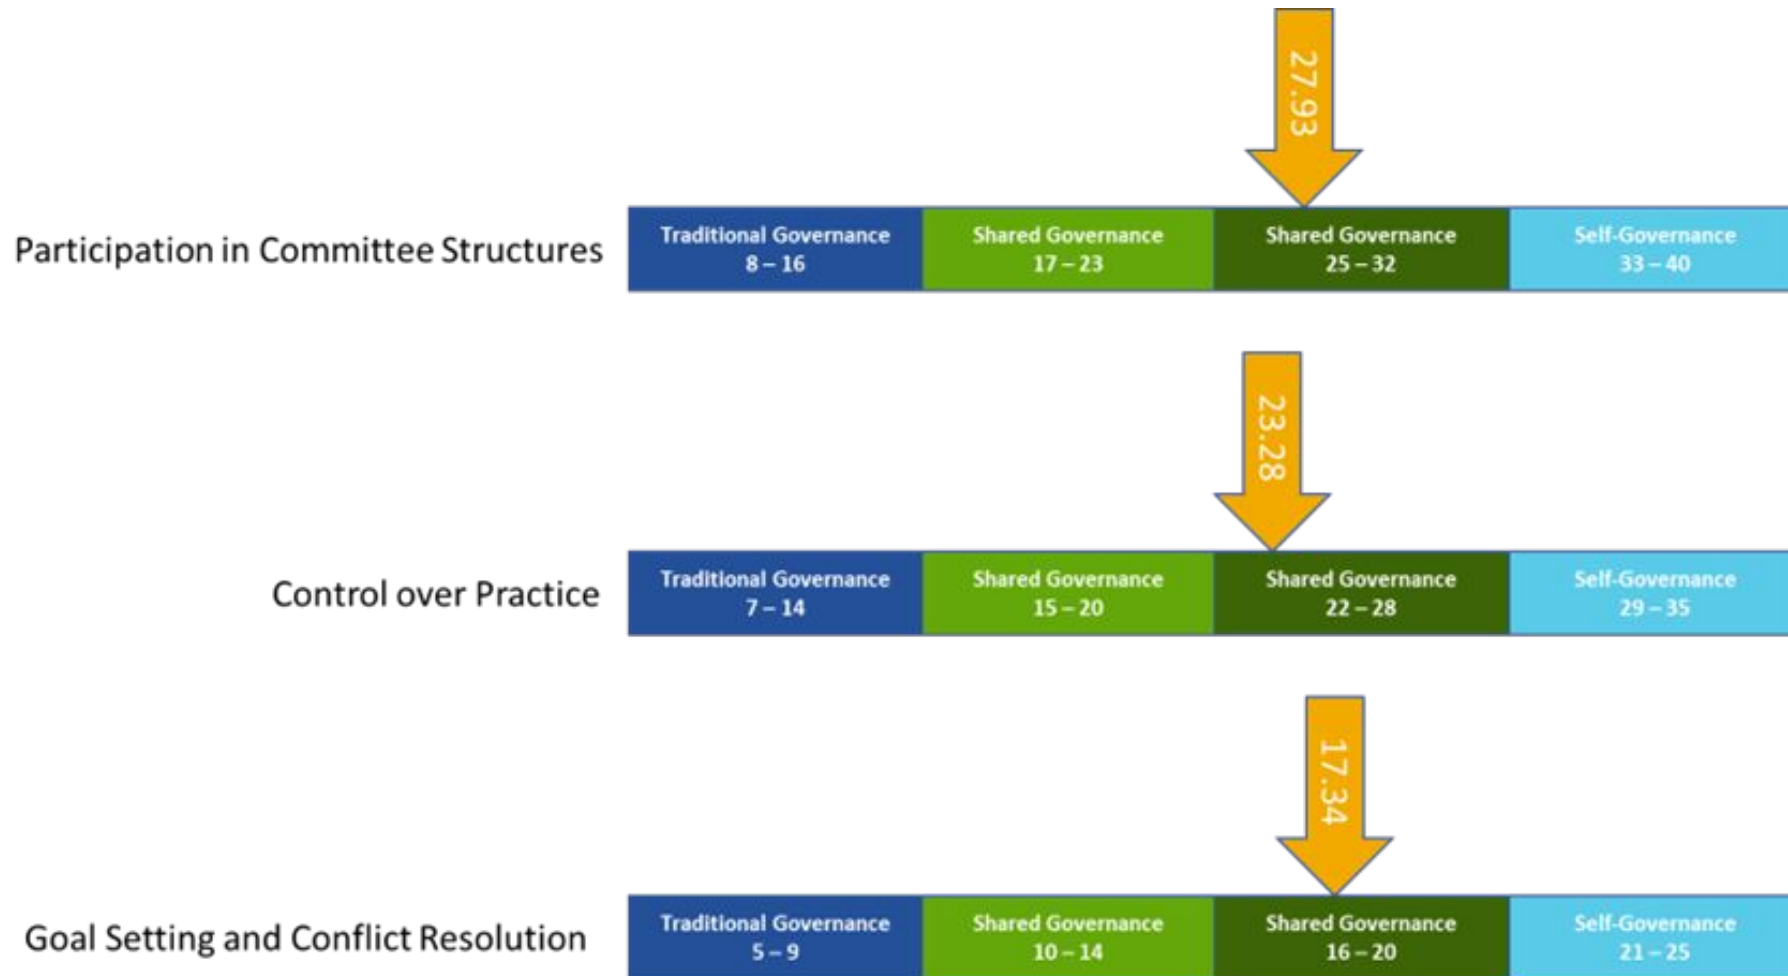 27.93
Participation in Committee Structures
Traditional Governance
8 – 16
Shared Governance
17 – 23
Shared Governance
25 – 32
Self-Governance
33 – 40
23.28
Control over Practice
Traditional Governance
7 – 14
Shared Governance
15 – 20
Shared Governance
22 – 28
Self-Governance
29 – 35
17.34
Goal Setting and Conflict Resolution
Traditional Governance
5 – 9
Shared Governance
10 – 14
Shared Governance
16 – 20
Self-Governance
21 – 25